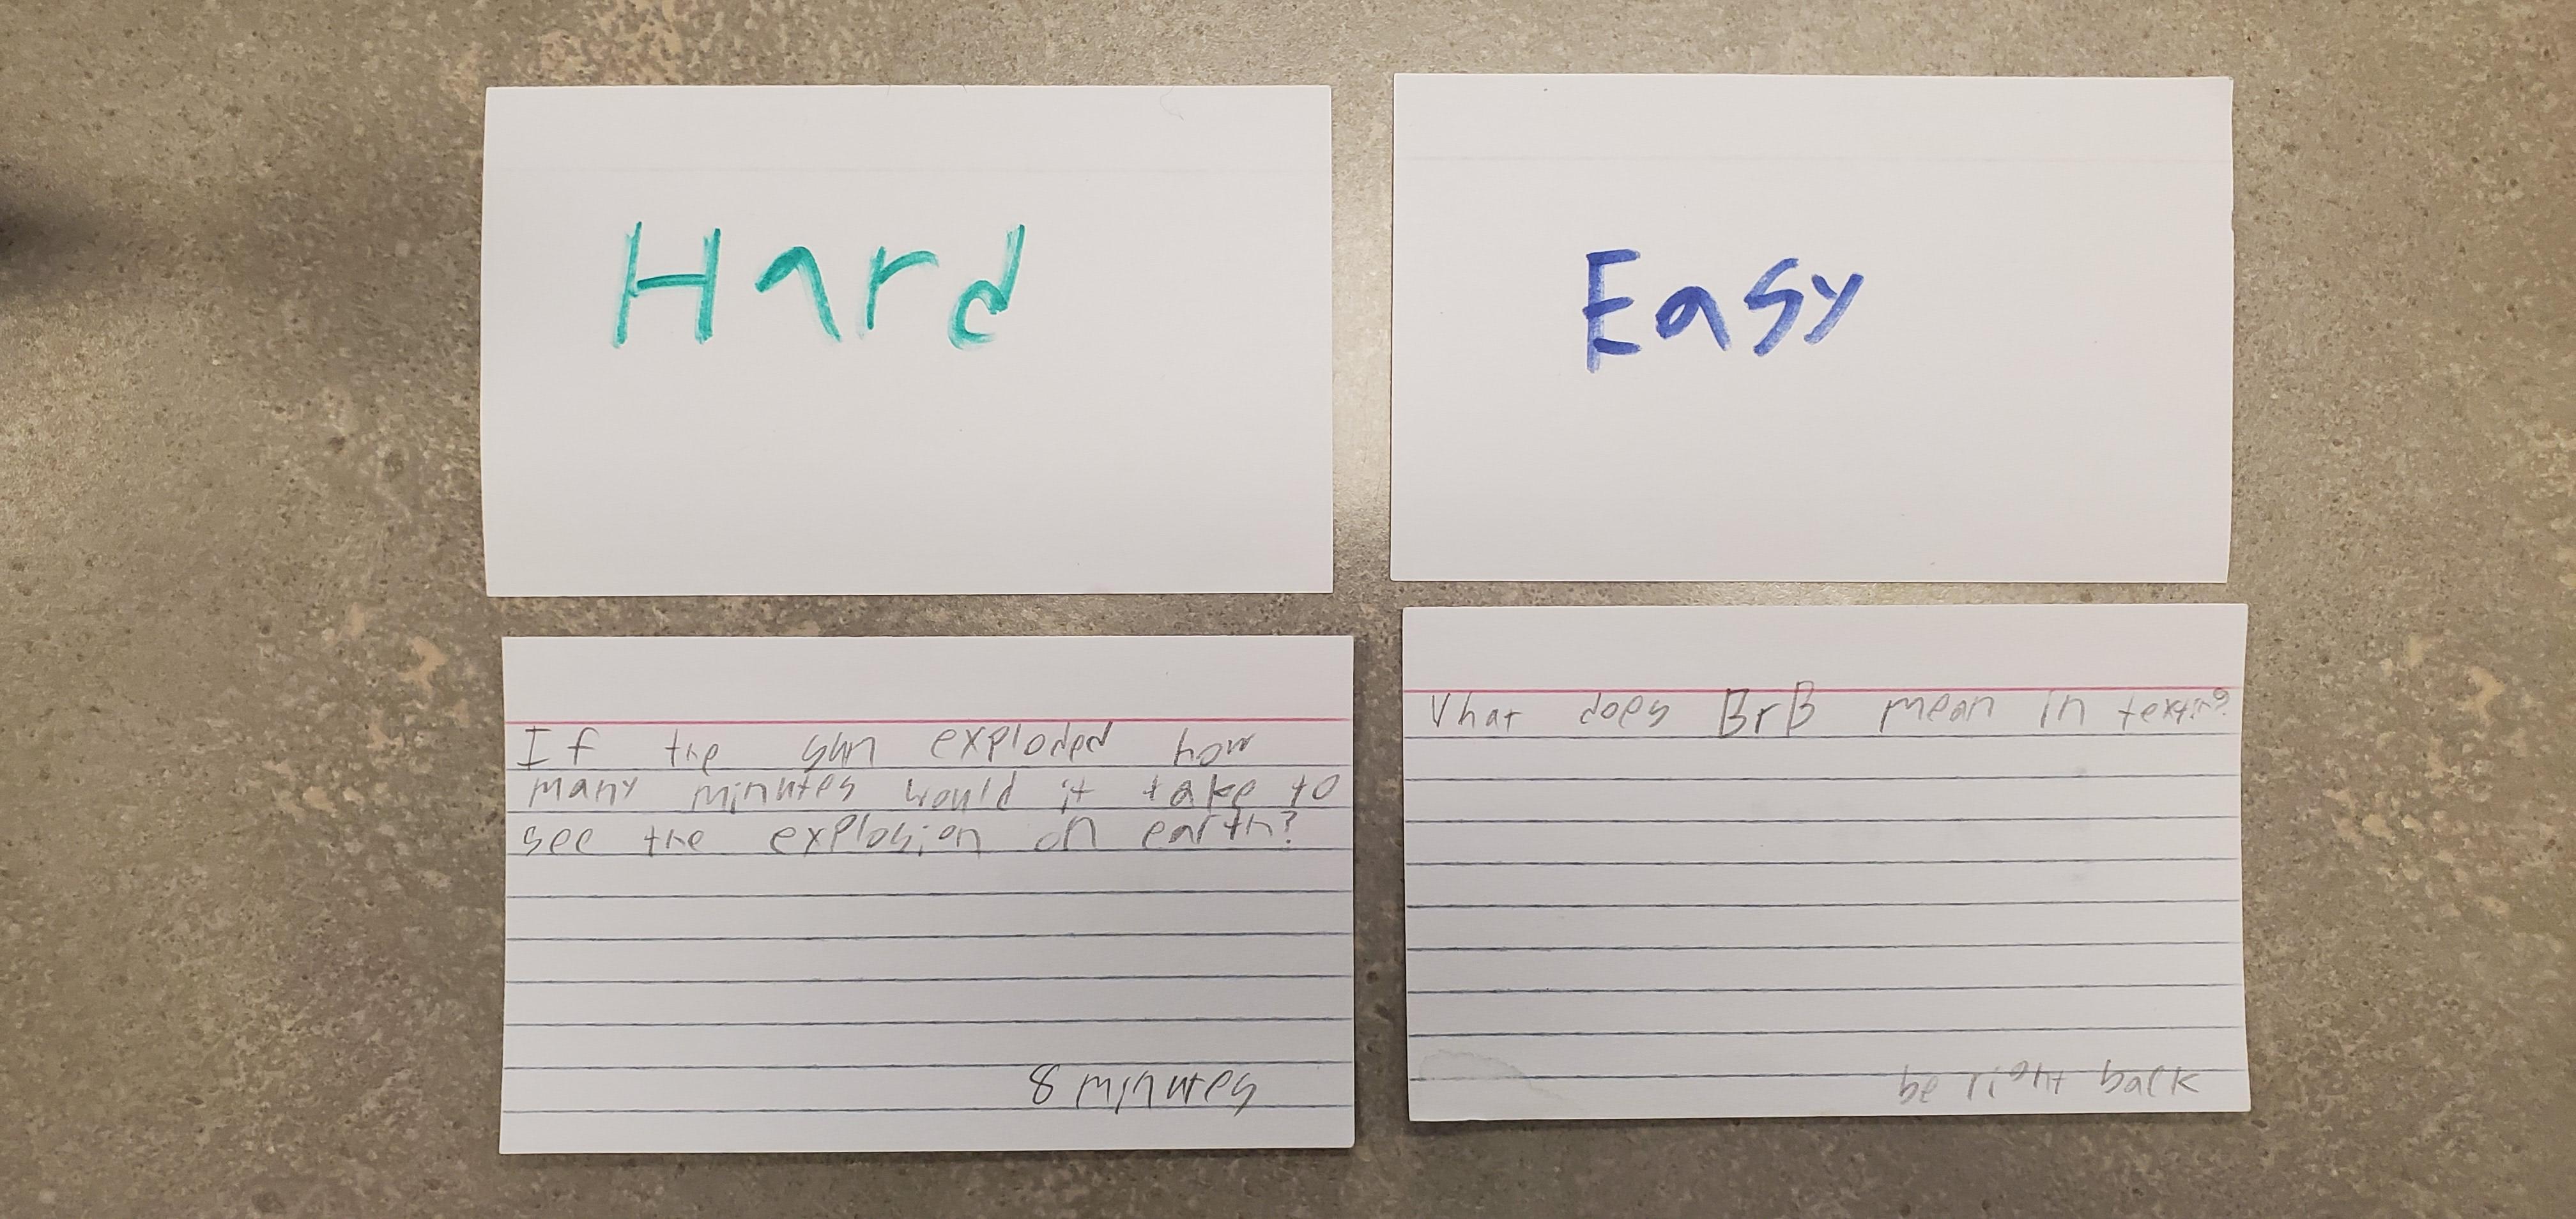 Hard
Easy
If the sun exploded how
many minutes would it take to
see the explosion on earth?
8 minutes
What does BrB mean in texting?
be right back